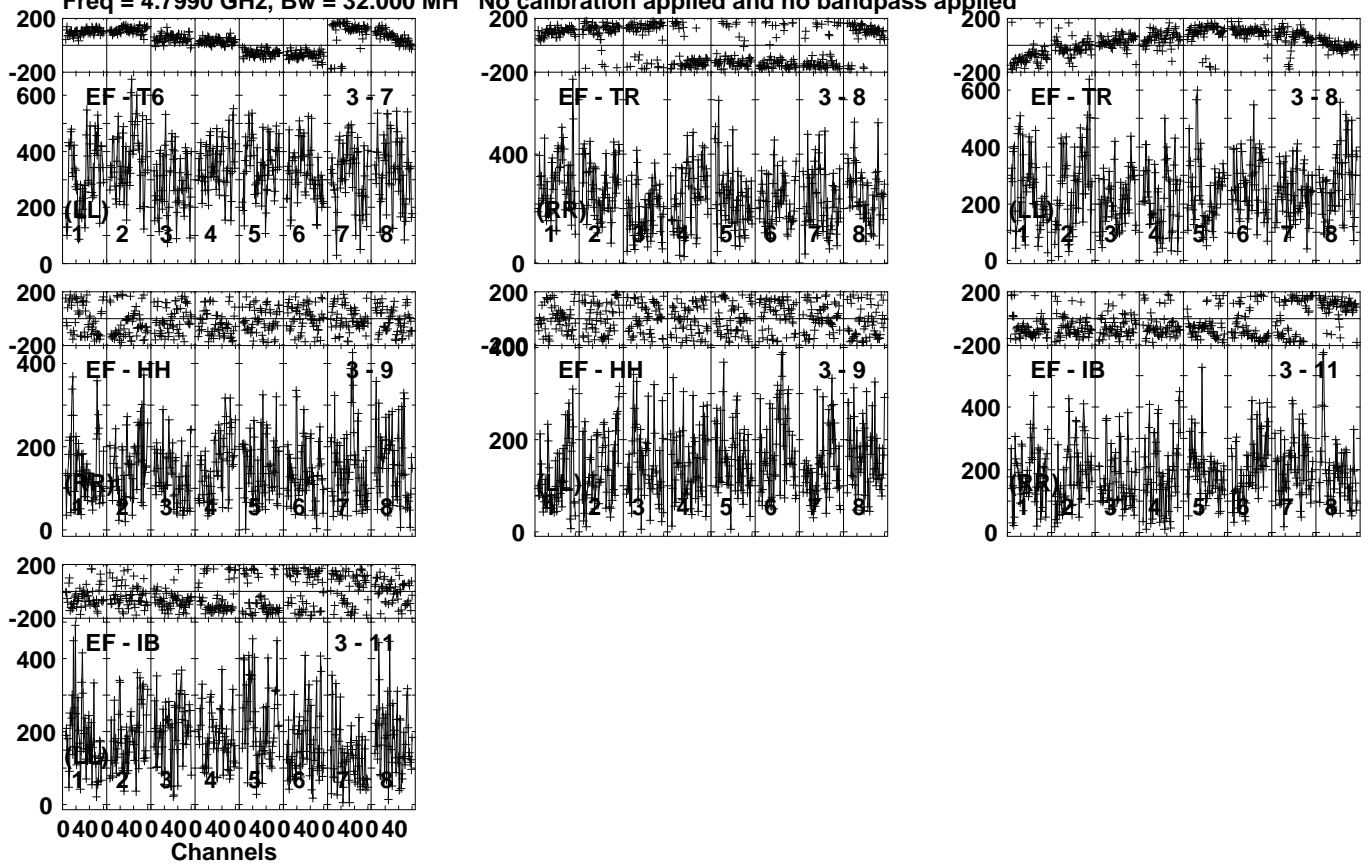 Freq = 4.7990 GHz, Bw = 32.000 MH No calibration applied and no bandpass applied
200
-200
600
400
200
0
EF - T6 3 - 7
(LL)
1 2 3 4 5 6 7 8
200
-200
400
0
EF - TR 3 - 8
(RR)
1 2 3 4 5 6 7 8
200
-200
600
400
200
0
EF - TR 3 - 8
(LL)
1 2 3 4 5 6 7 8
200
-200
400
200
0
EF - HH 3 - 9
(RR)
1 2 3 4 5 6 7 8
200
-200
400
200
0
EF - HH 3 - 9
(LL)
1 2 3 4 5 6 7 8
200
-200
400
200
0
EF - IB 3 - 11
(RR)
1 2 3 4 5 6 7 8
200
-200
400
200
0
EF - IB 3 - 11
(LL)
1 2 3 4 5 6 7 8
0 40 0 40 0 40 0 40 0 40 0 40 0 40 0 40
Channels